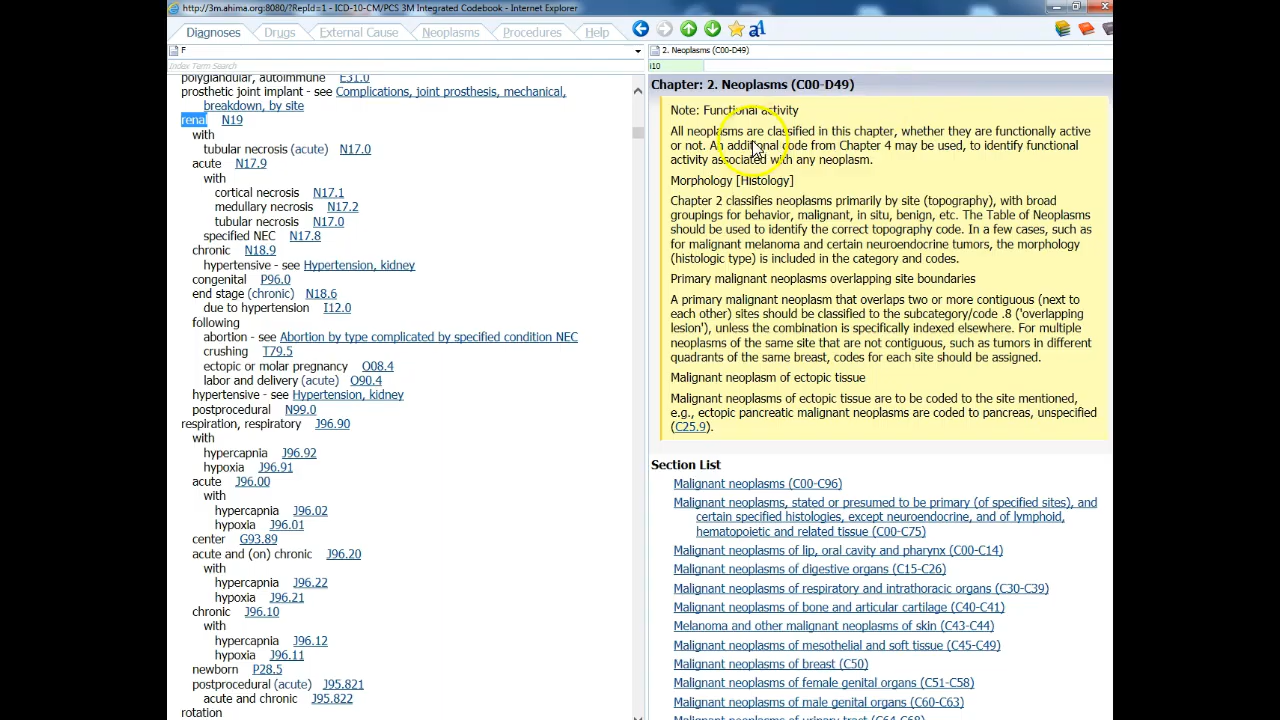 http://3m.ahima.org:8080/?RepId=1 - ICD-10-CM/PCS 3M Integrated Codebook - Internet Explorer
Diagnoses Drugs External Cause Neoplasms Procedures Help
F
Index Term Search
polyglandular, autoimmune E31.0
prosthetic joint implant - see Complications, joint prosthesis, mechanical,
breakdown, by site
renal N19
with
tubular necrosis (acute) N17.0
acute N17.9
with
cortical necrosis N17.1
medullary necrosis N17.2
tubular necrosis N17.0
specified NEC N17.8
chronic N18.9
hypertensive - see Hypertension, kidney
congenital P96.0
end stage (chronic) N18.6
due to hypertension I12.0
following
abortion - see Abortion by type complicated by specified condition NEC
crushing T79.5
ectopic or molar pregnancy O08.4
labor and delivery (acute) O90.4
hypertensive - see Hypertension, kidney
postprocedural N99.0
respiration, respiratory J96.90
with
hypercapnia J96.92
hypoxia J96.91
acute J96.00
with
hypercapnia J96.02
hypoxia J96.01
center G93.89
acute and (on) chronic J96.20
with
hypercapnia J96.22
hypoxia J96.21
chronic J96.10
with
hypercapnia J96.12
hypoxia J96.11
newborn P28.5
postprocedural (acute) J95.821
acute and chronic J95.822
rotation
2. Neoplasms (C00-D49)
i10
Chapter: 2. Neoplasms (C00-D49)
Note: Functional activity
All neoplasms are classified in this chapter, whether they are functionally active
or not. An additional code from Chapter 4 may be used, to identify functional
activity associated with any neoplasm.
Morphology [Histology]
Chapter 2 classifies neoplasms primarily by site (topography), with broad
groupings for behavior, malignant, in situ, benign, etc. The Table of Neoplasms
should be used to identify the correct topography code. In a few cases, such as
for malignant melanoma and certain neuroendocrine tumors, the morphology
(histologic type) is included in the category and codes.
Primary malignant neoplasms overlapping site boundaries
A primary malignant neoplasm that overlaps two or more contiguous (next to
each other) sites should be classified to the subcategory/code .8 ('overlapping
lesion'), unless the combination is specifically indexed elsewhere. For multiple
neoplasms of the same site that are not contiguous, such as tumors in different
quadrants of the same breast, codes for each site should be assigned.
Malignant neoplasm of ectopic tissue
Malignant neoplasms of ectopic tissue are to be coded to the site mentioned,
e.g., ectopic pancreatic malignant neoplasms are coded to pancreas, unspecified
(C25.9).
Section List
Malignant neoplasms (C00-C96)
Malignant neoplasms, stated or presumed to be primary (of specified sites), and
certain specified histologies, except neuroendocrine, and of lymphoid,
hematopoietic and related tissue (C00-C75)
Malignant neoplasms of lip, oral cavity and pharynx (C00-C14)
Malignant neoplasms of digestive organs (C15-C26)
Malignant neoplasms of respiratory and intrathoracic organs (C30-C39)
Malignant neoplasms of bone and articular cartilage (C40-C41)
Melanoma and other malignant neoplasms of skin (C43-C44)
Malignant neoplasms of mesothelial and soft tissue (C45-C49)
Malignant neoplasms of breast (C50)
Malignant neoplasms of female genital organs (C51-C58)
Malignant neoplasms of male genital organs (C60-C63)
Malignant neoplasms of urinary tract (C64-C68)